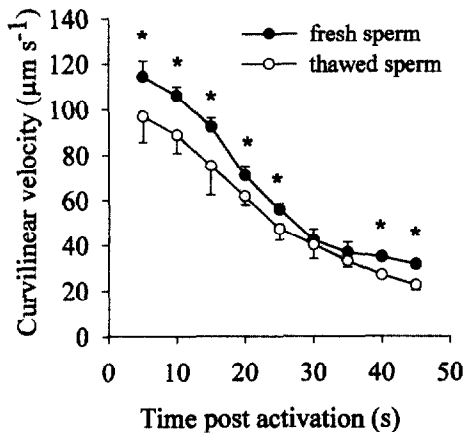 140
120
100
80
60
40
20
0
Curvilinear velocity (μm s⁻¹)
fresh sperm
thawed sperm
* * * * * * *
0 10 20 30 40 50
Time post activation (s)